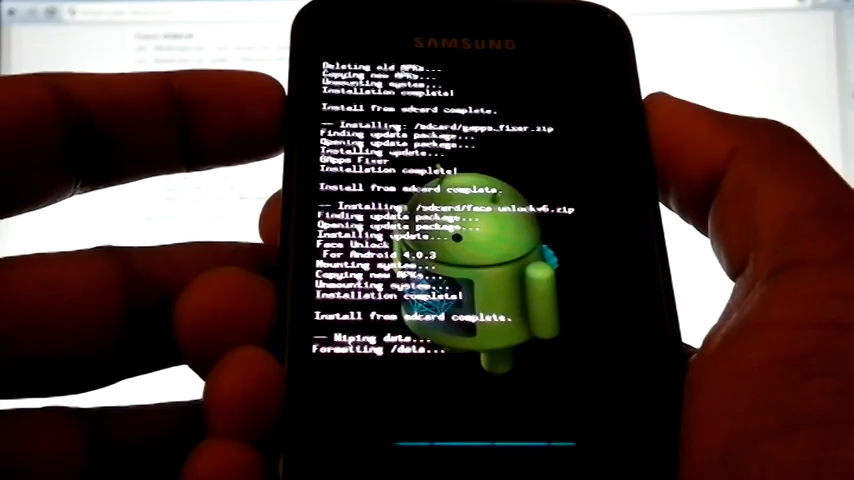 SAMSUNG
Deleting old APKs...
Copying new APKs...
Unmounting system...
Installation complete!
Install from sdcard complete.
-- Installing: /sdcard/gapps_fixer.zip
Finding update package...
Opening update package...
Installing update...
GApps Fixer
Installation complete!
Install from sdcard complete.
-- Installing: /sdcard/face-unlockv6.zip
Finding update package...
Opening update package...
Installing update...
Face Unlock
For Android 4.0.3
Mounting system...
Copying new APKs...
Unmounting system...
Installation complete!
Install from sdcard complete.
-- Wiping data...
Formatting /data...